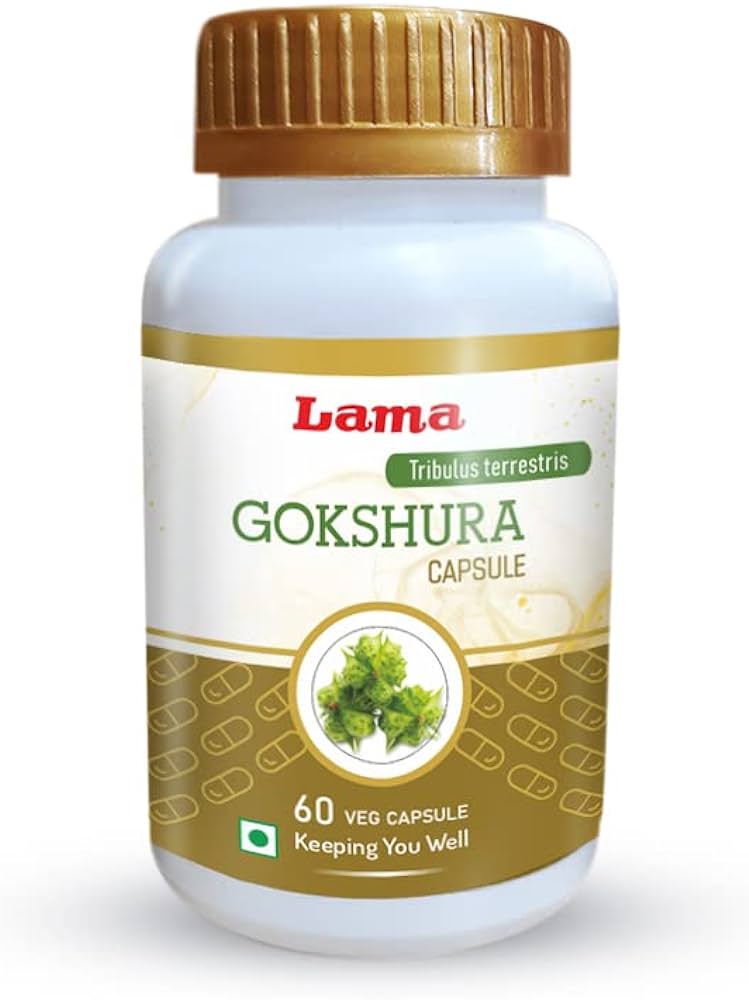 Lama
Tribulus terrestris
GOKSHURA
CAPSULE
60 VEG CAPSULE
Keeping You Well